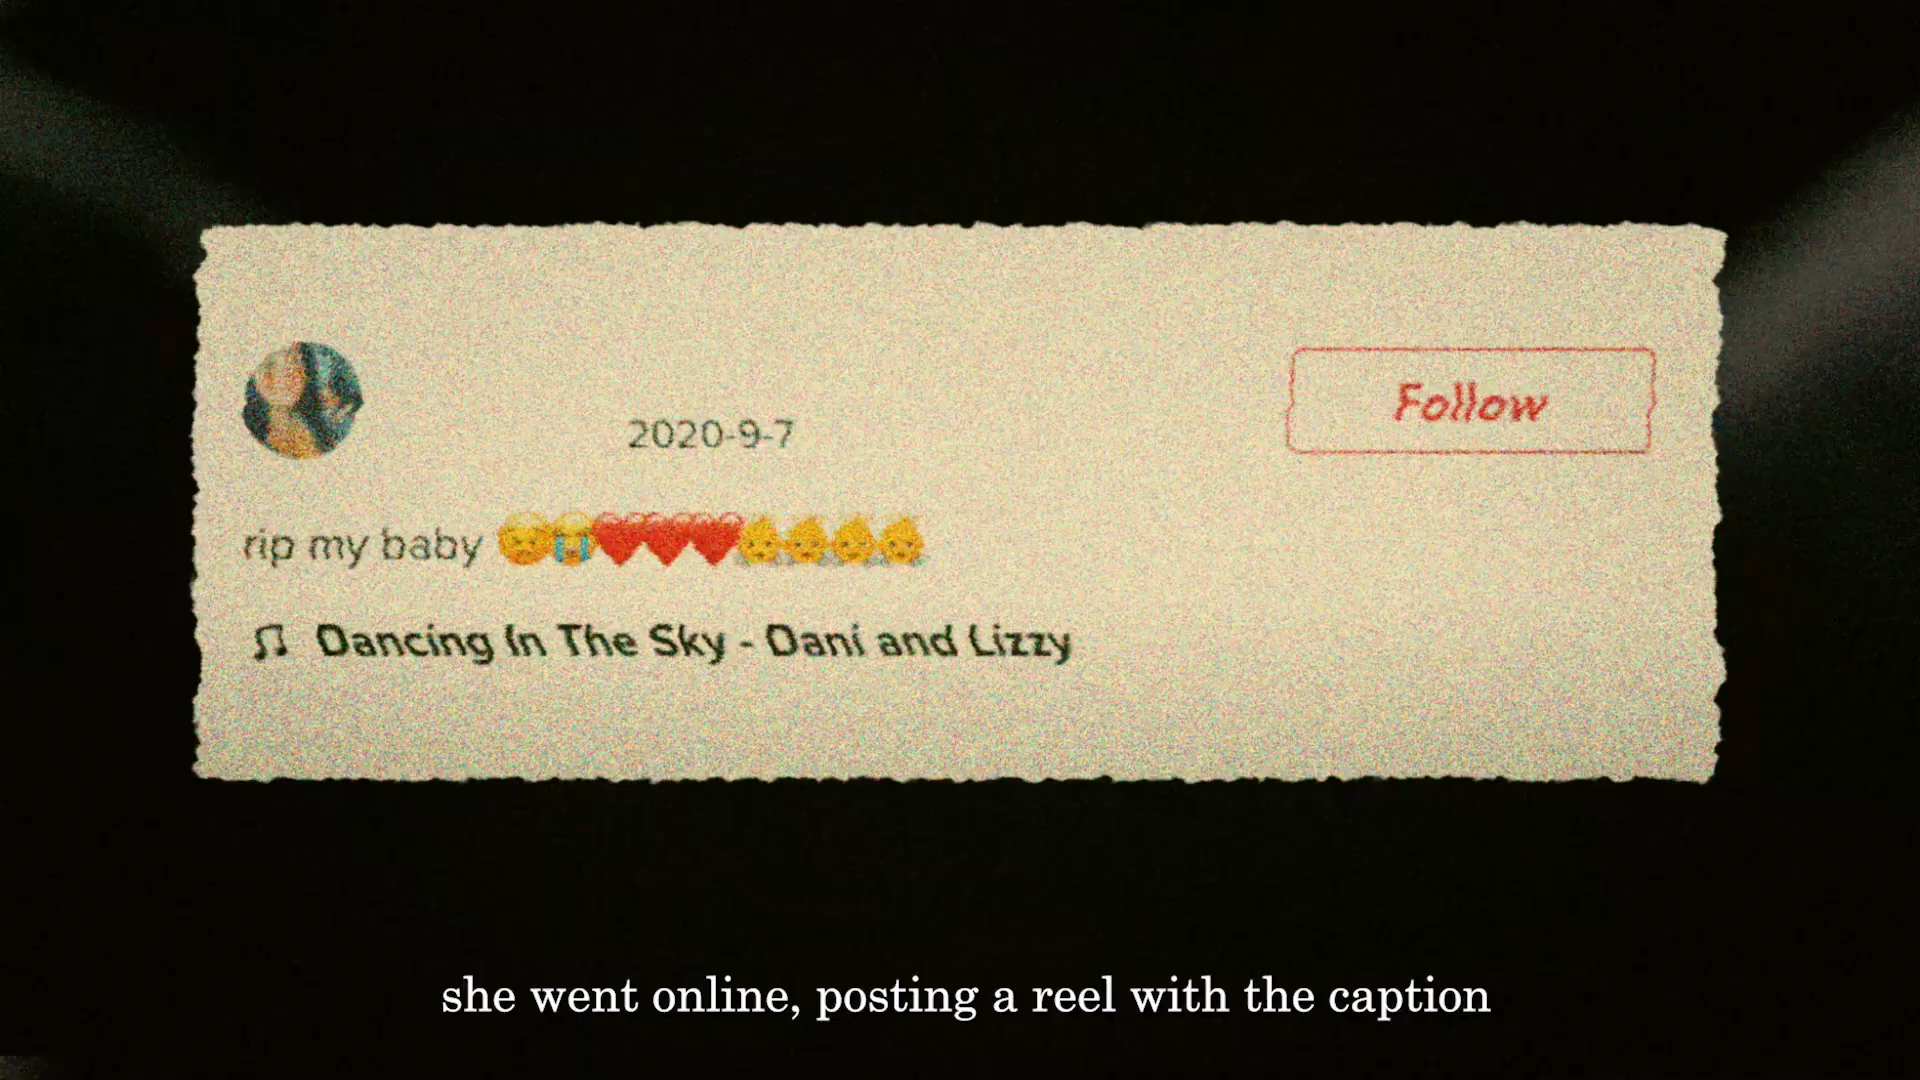 2020-9-7
Follow
rip my baby 😢😭❤❤❤👼👼👼👼
♫ Dancing In The Sky - Dani and Lizzy
she went online, posting a reel with the caption